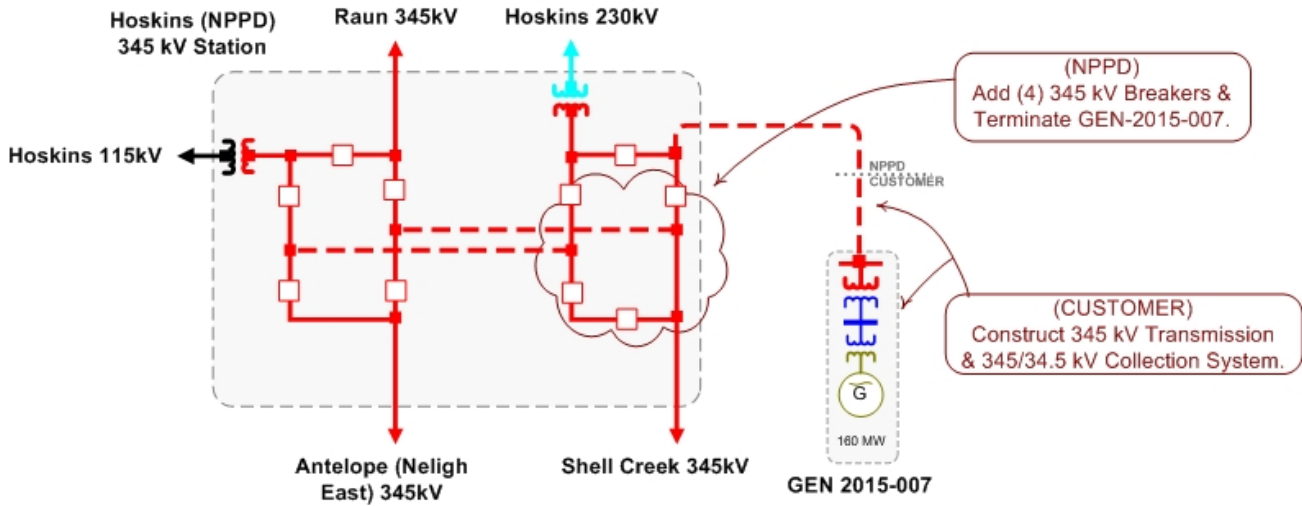 Hoskins (NPPD)
345 kV Station
Raun 345kV
Hoskins 230kV
(NPPD)
Add (4) 345 kV Breakers &
Terminate GEN-2015-007.
Hoskins 115kV
NPPD
CUSTOMER
(CUSTOMER)
Construct 345 kV Transmission
& 345/34.5 kV Collection System.
G
160 MW
Antelope (Neligh
East) 345kV
Shell Creek 345kV
GEN 2015-007